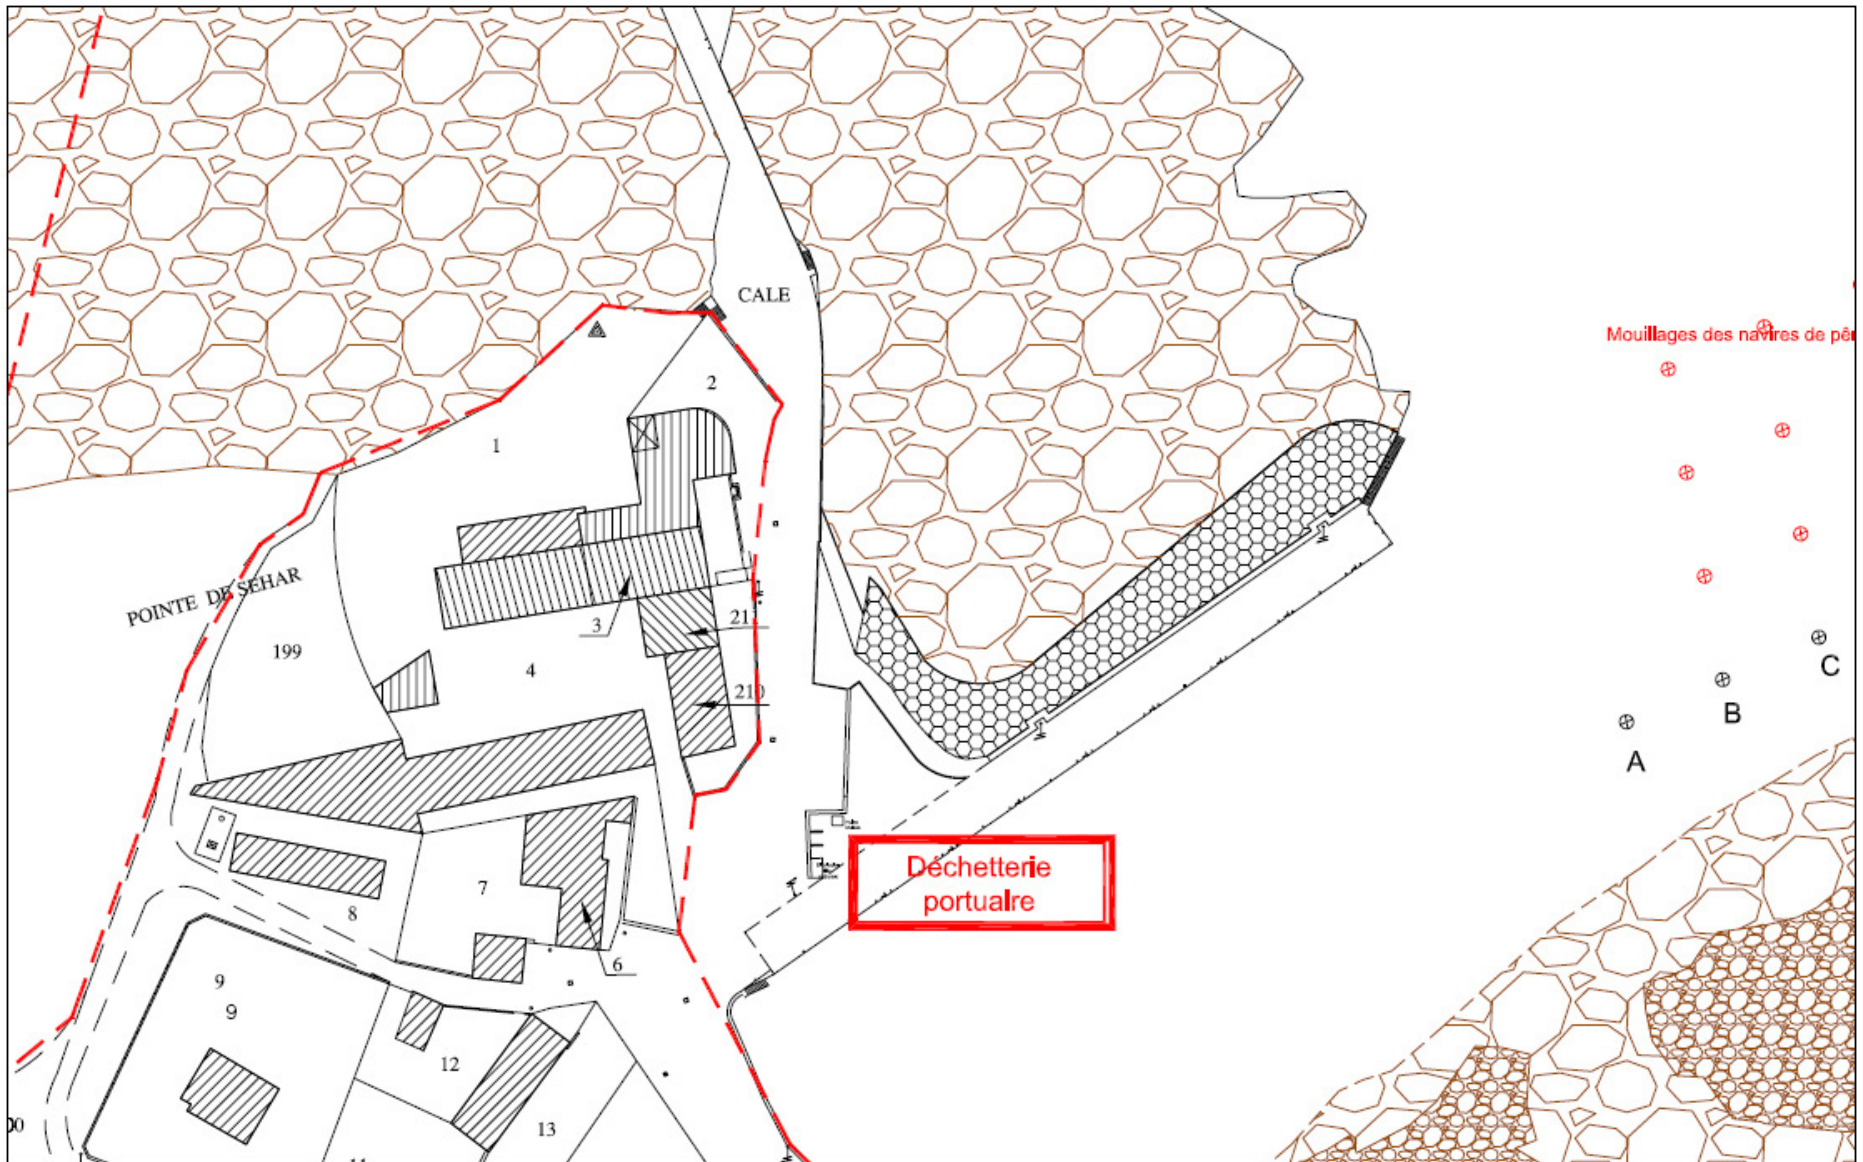 CALE
Mouillages des navires de pê
2
1
POINTE DE SEHAR
3
211
199
4
210
C
B
A
Déchetterie
portuaire
7
8
6
9
9
12
13